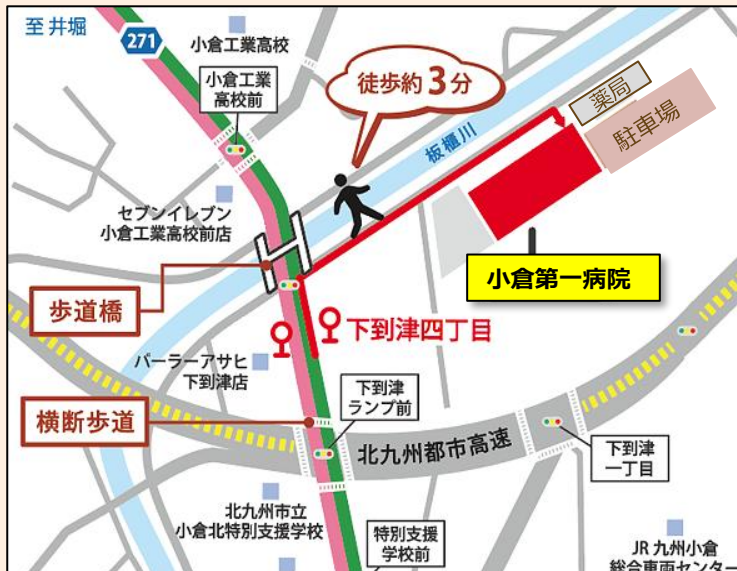 至 井堀
271
小倉工業高校
小倉工業
高校前
徒歩約3分
薬局
駐車場
板櫃川
セブンイレブン
小倉工業高校前店
小倉第一病院
歩道橋
下到津四丁目
パーラーアサヒ
下到津店
横断歩道
下到津
ランプ前
北九州都市高速
下到津
一丁目
北九州市立
小倉北特別支援学校
特別支援
学校前
JR 九州小倉
総合車両センター